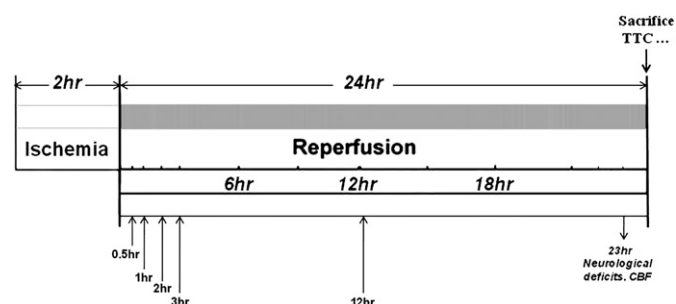 Sacrifice
TTC ...
2hr
24hr
Ischemia
Reperfusion
6hr
12hr
18hr
0.5hr
1hr
2hr
3hr
12hr
23hr
Neurological
deficits. CBF